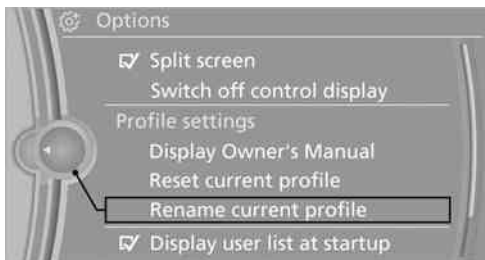 Options
Split screen
Switch off control display
Profile settings
Display Owner's Manual
Reset current profile
Rename current profile
Display user list at startup